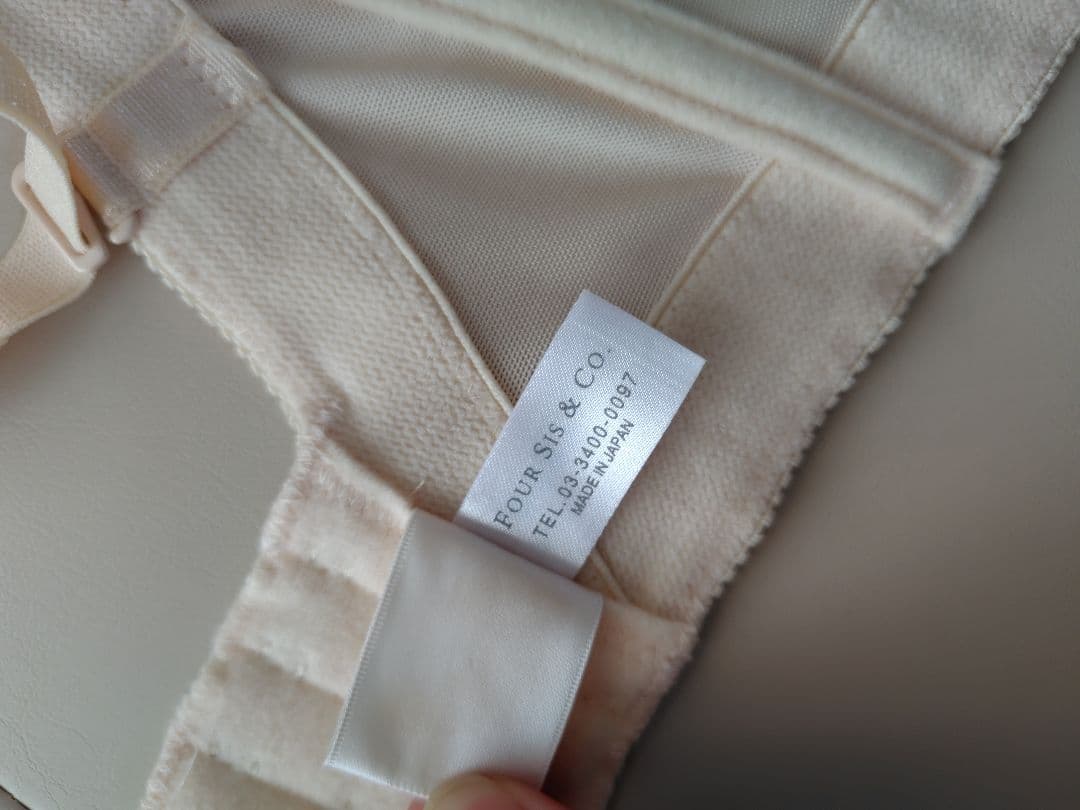 FOUR SIS & CO.
TEL.03-3400-0097
MADE IN JAPAN